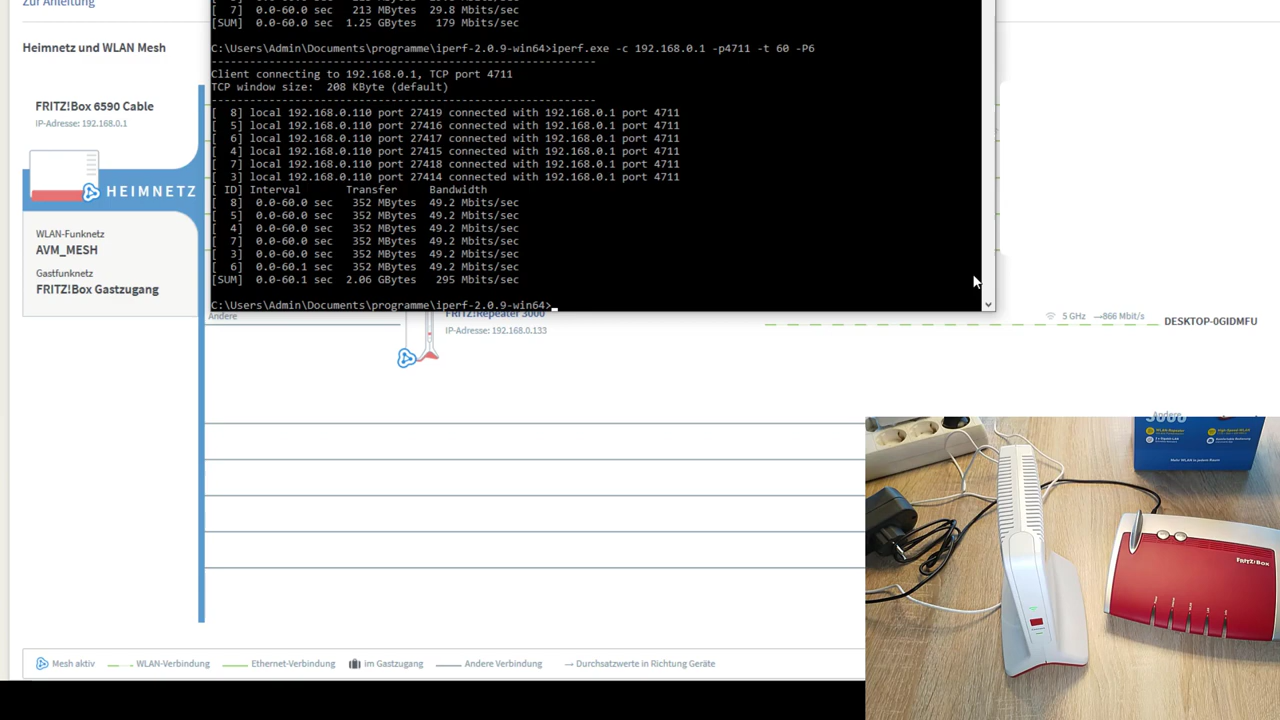 Zur Anleitung
[ 7] 0.0-60.0 sec 213 MBytes 29.8 Mbits/sec
[SUM] 0.0-60.0 sec 1.25 GBytes 179 Mbits/sec
Heimnetz und WLAN Mesh
C:\Users\Admin\Documents\programme\iperf-2.0.9-win64>iperf.exe -c 192.168.0.1 -p4711 -t 60 -P6
------------------------------------------------------------
Client connecting to 192.168.0.1, TCP port 4711
TCP window size: 208 KByte (default)
------------------------------------------------------------
[ 8] local 192.168.0.110 port 27419 connected with 192.168.0.1 port 4711
[ 5] local 192.168.0.110 port 27416 connected with 192.168.0.1 port 4711
[ 6] local 192.168.0.110 port 27417 connected with 192.168.0.1 port 4711
[ 4] local 192.168.0.110 port 27415 connected with 192.168.0.1 port 4711
[ 7] local 192.168.0.110 port 27418 connected with 192.168.0.1 port 4711
[ 3] local 192.168.0.110 port 27414 connected with 192.168.0.1 port 4711
[ ID] Interval Transfer Bandwidth
[ 8] 0.0-60.0 sec 352 MBytes 49.2 Mbits/sec
[ 5] 0.0-60.0 sec 352 MBytes 49.2 Mbits/sec
[ 4] 0.0-60.0 sec 352 MBytes 49.2 Mbits/sec
[ 7] 0.0-60.0 sec 352 MBytes 49.2 Mbits/sec
[ 3] 0.0-60.0 sec 352 MBytes 49.2 Mbits/sec
[ 6] 0.0-60.1 sec 352 MBytes 49.2 Mbits/sec
[SUM] 0.0-60.1 sec 2.06 GBytes 295 Mbits/sec
C:\Users\Admin\Documents\programme\iperf-2.0.9-win64>
FRITZ!Box 6590 Cable
IP-Adresse: 192.168.0.1
HEIMNETZ
WLAN-Funknetz
AVM_MESH
Gastfunknetz
FRITZ!Box Gastzugang
Andere
FRITZ!Repeater 3000
IP-Adresse: 192.168.0.133
5 GHz →866 Mbit/s
DESKTOP-0GIDMFU
Andere
3000
FRITZ!Box
Mesh aktiv
WLAN-Verbindung
Ethernet-Verbindung
im Gastzugang
Andere Verbindung
→ Durchsatzwerte in Richtung Geräte